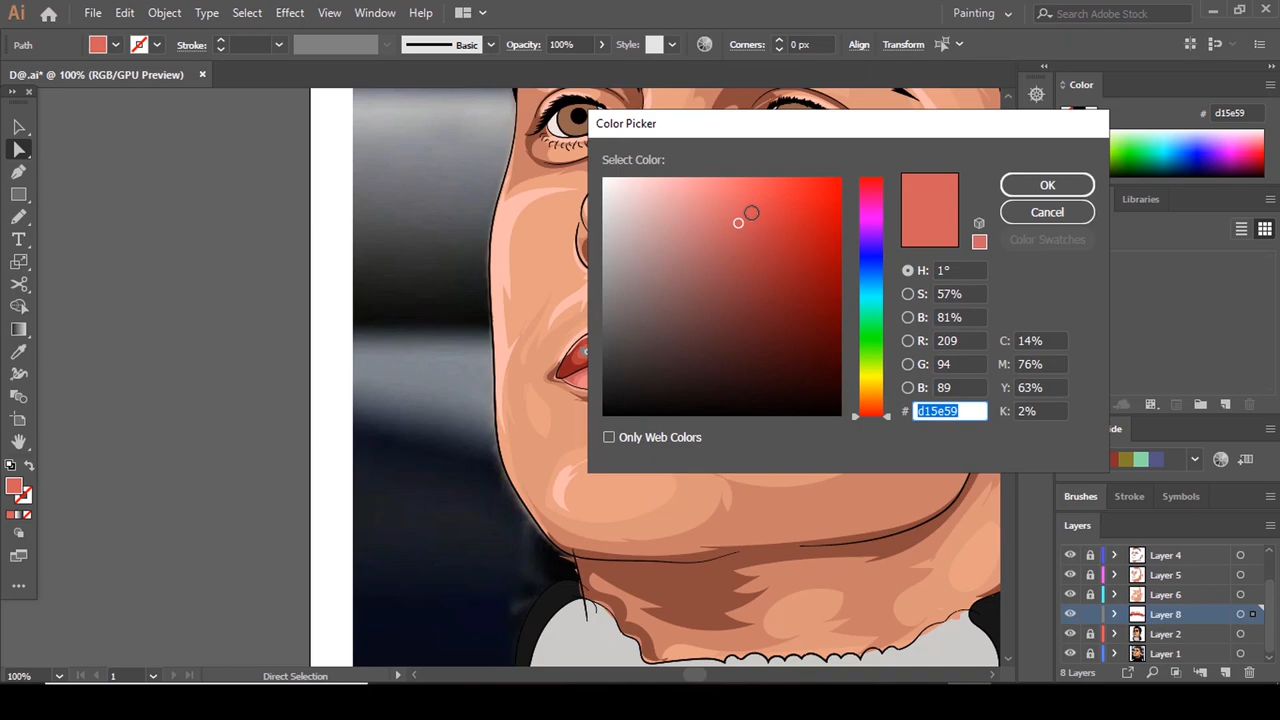 Ai File Edit Object Type Select Effect View Window Help Painting Search Adobe Stock
Path Stroke: Basic Opacity: 100% Style: Corners: 0 px Align Transform
D@.ai* @ 100% (RGB/GPU Preview)
Color
# d15e59
Libraries
Color Picker
Select Color:
OK
Cancel
Color Swatches
H: 1°
S: 57%
B: 81%
R: 209 C: 14%
G: 94 M: 76%
B: 89 Y: 63%
# d15e59 K: 2%
Only Web Colors
ide
Brushes Stroke Symbols
Layers
Layer 4
Layer 5
Layer 6
Layer 8
Layer 2
Layer 1
8 Layers
100% 1 Direct Selection